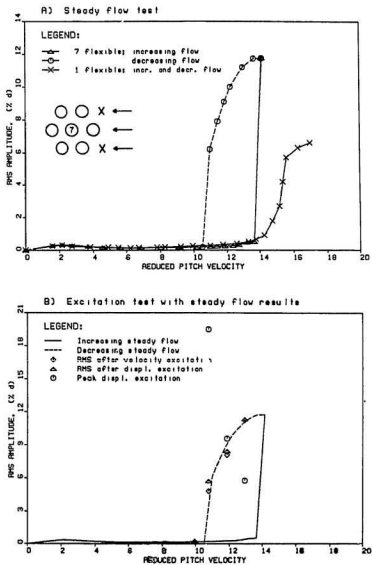 A) Steady flow test
LEGEND:
7 flexible; increasing flow
decreasing flow
1 flexible; incr. and decr. flow
7
X
X
RMS AMPLITUDE, (% d)
0 2 4 6 8 10 12 14
0 2 4 6 8 10 12 14 16 18 20
REDUCED PITCH VELOCITY
B) Excitation test with steady flow results
LEGEND:
Increasing steady flow
Decreasing steady flow
RMS after velocity excitation
RMS after displ. excitation
Peak displ. excitation
RMS AMPLITUDE, (% d)
0 3 6 9 12 15 18 21
0 2 4 6 8 10 12 14 16 18 20
REDUCED PITCH VELOCITY